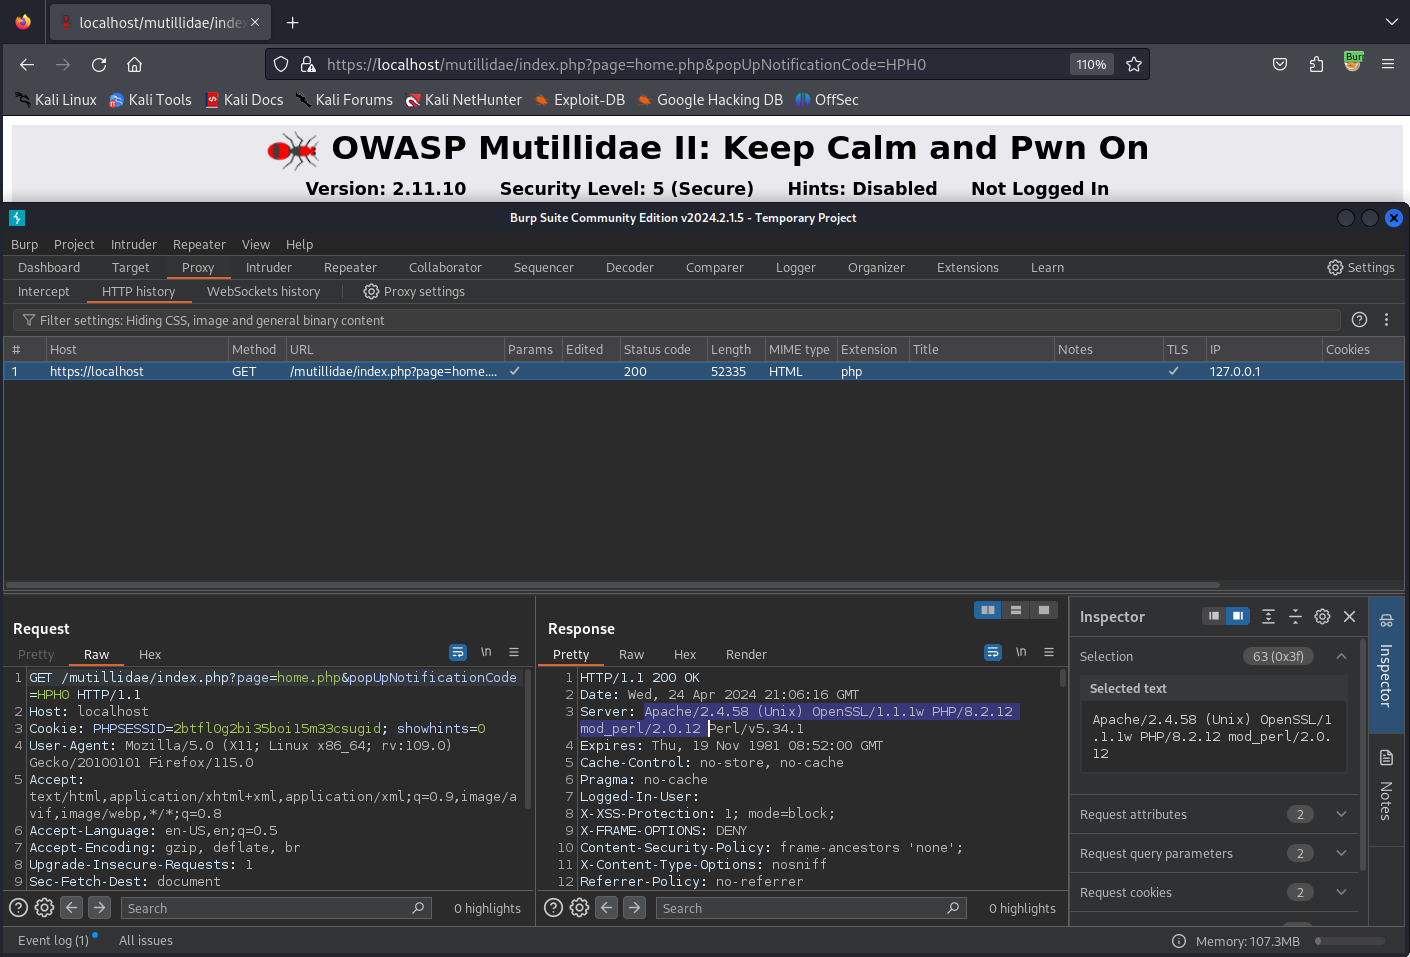 localhost/mutillidae/inde
https://localhost/mutillidae/index.php?page=home.php&popUpNotificationCode=HPH0
110%
Bur
Kali Linux Kali Tools Kali Docs Kali Forums Kali NetHunter Exploit-DB Google Hacking DB OffSec
OWASP Mutillidae II: Keep Calm and Pwn On
Version: 2.11.10 Security Level: 5 (Secure) Hints: Disabled Not Logged In
Burp Suite Community Edition v2024.2.1.5 - Temporary Project
Burp Project Intruder Repeater View Help
Dashboard Target Proxy Intruder Repeater Collaborator Sequencer Decoder Comparer Logger Organizer Extensions Learn Settings
Intercept HTTP history WebSockets history Proxy settings
Filter settings: Hiding CSS, image and general binary content
# Host Method URL Params Edited Status code Length MIME type Extension Title Notes TLS IP Cookies
1 https://localhost GET /mutillidae/index.php?page=home.... ✓ 200 52335 HTML php ✓ 127.0.0.1
Request
Pretty Raw Hex \n
1 GET /mutillidae/index.php?page=home.php&popUpNotificationCode
=HPH0 HTTP/1.1
2 Host: localhost
3 Cookie: PHPSESSID=2btfl0g2bi35boi15m33csugid; showhints=0
4 User-Agent: Mozilla/5.0 (X11; Linux x86_64; rv:109.0)
Gecko/20100101 Firefox/115.0
5 Accept:
text/html,application/xhtml+xml,application/xml;q=0.9,image/a
vif,image/webp,*/*;q=0.8
6 Accept-Language: en-US,en;q=0.5
7 Accept-Encoding: gzip, deflate, br
8 Upgrade-Insecure-Requests: 1
9 Sec-Fetch-Dest: document
Search 0 highlights
Response
Pretty Raw Hex Render \n
1 HTTP/1.1 200 OK
2 Date: Wed, 24 Apr 2024 21:06:16 GMT
3 Server: Apache/2.4.58 (Unix) OpenSSL/1.1.1w PHP/8.2.12
mod_perl/2.0.12 Perl/v5.34.1
4 Expires: Thu, 19 Nov 1981 08:52:00 GMT
5 Cache-Control: no-store, no-cache
6 Pragma: no-cache
7 Logged-In-User:
8 X-XSS-Protection: 1; mode=block;
9 X-FRAME-OPTIONS: DENY
10 Content-Security-Policy: frame-ancestors 'none';
11 X-Content-Type-Options: nosniff
12 Referrer-Policy: no-referrer
Search 0 highlights
Inspector
Selection 63 (0x3f)
Selected text
Apache/2.4.58 (Unix) OpenSSL/1
.1.1w PHP/8.2.12 mod_perl/2.0.
12
Request attributes 2
Request query parameters 2
Request cookies 2
Inspector
Notes
Event log (1) All issues Memory: 107.3MB